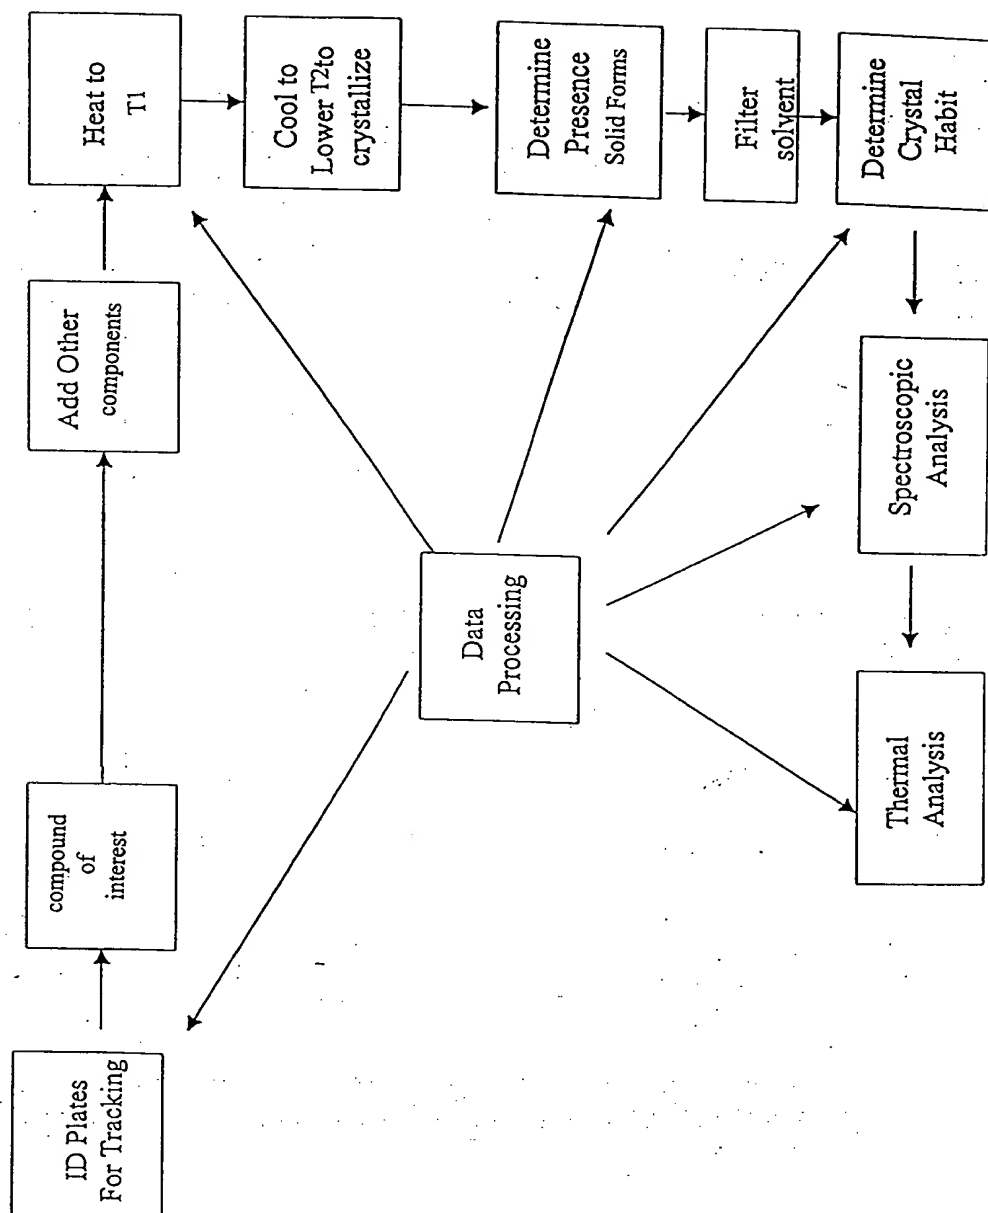 ID Plates
For Tracking
compound
of
interest
Add Other
components
Heat to
T1
Cool to
Lower T2to
crystallize
Determine
Presence
Solid Forms
Filter
solvent
Determine
Crystal
Habit
Spectroscopic
Analysis
Thermal
Analysis
Data
Processing